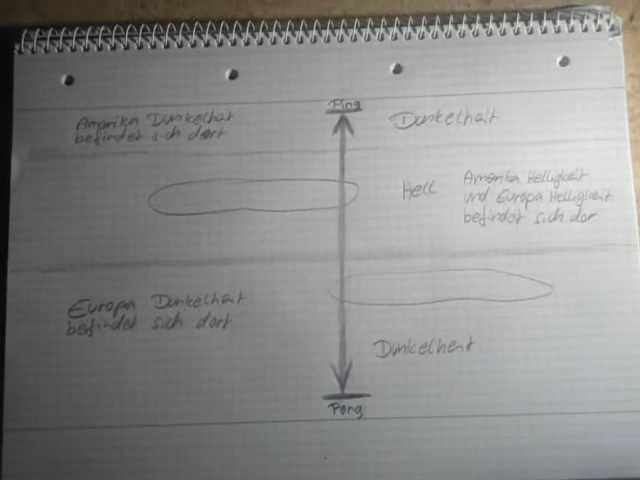 Ping
Amerika Dunkelheit
befindet sich dort
Dunkelheit
Hell
Amerika Helligkeit
und Europa Helligkeit
befindet sich dor
Europa Dunkelheit
befindet sich dort
Dunkelheit
Pong